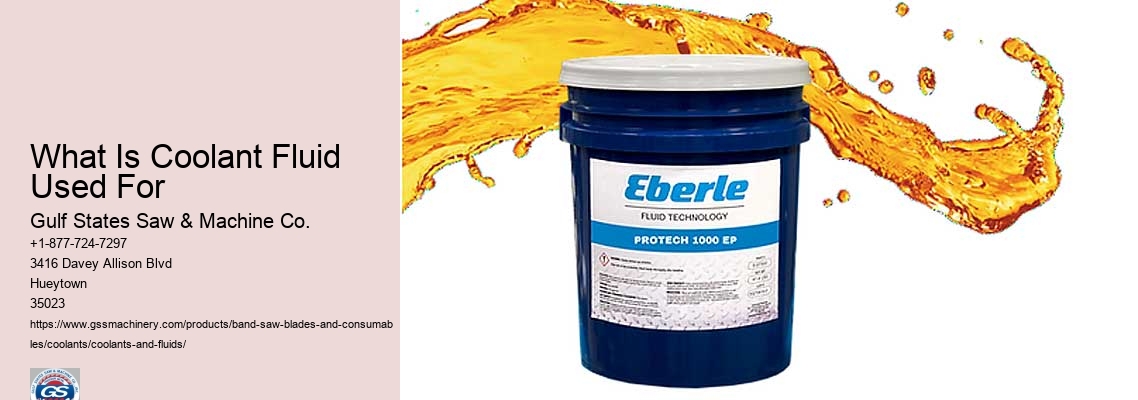 What Is Coolant Fluid
Used For
Gulf States Saw & Machine Co.
+1-877-724-7297
3416 Davey Allison Blvd
Hueytown
35023
https://www.gssmachinery.com/products/band-saw-blades-and-consumab
les/coolants/coolants-and-fluids/
GS
Eberle
FLUID TECHNOLOGY
PROTECH 1000 EP